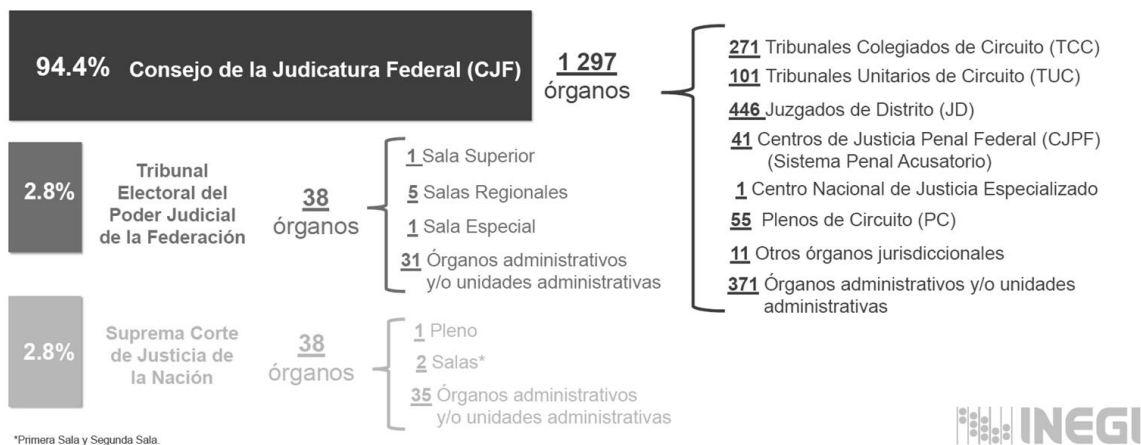 94.4% Consejo de la Judicatura Federal (CJF)
1 297
órganos
271 Tribunales Colegiados de Circuito (TCC)
101 Tribunales Unitarios de Circuito (TUC)
446 Juzgados de Distrito (JD)
41 Centros de Justicia Penal Federal (CJPF)
(Sistema Penal Acusatorio)
1 Centro Nacional de Justicia Especializado
55 Plenos de Circuito (PC)
11 Otros órganos jurisdiccionales
371 Órganos administrativos y/o unidades
administrativas
2.8%
Tribunal
Electoral del
Poder Judicial
de la Federación
38
órganos
1 Sala Superior
5 Salas Regionales
1 Sala Especial
31 Órganos administrativos
y/o unidades administrativas
2.8%
Suprema Corte
de Justicia de
la Nación
38
órganos
1 Pleno
2 Salas*
35 Órganos administrativos
y/o unidades administrativas
*Primera Sala y Segunda Sala.
INEGI